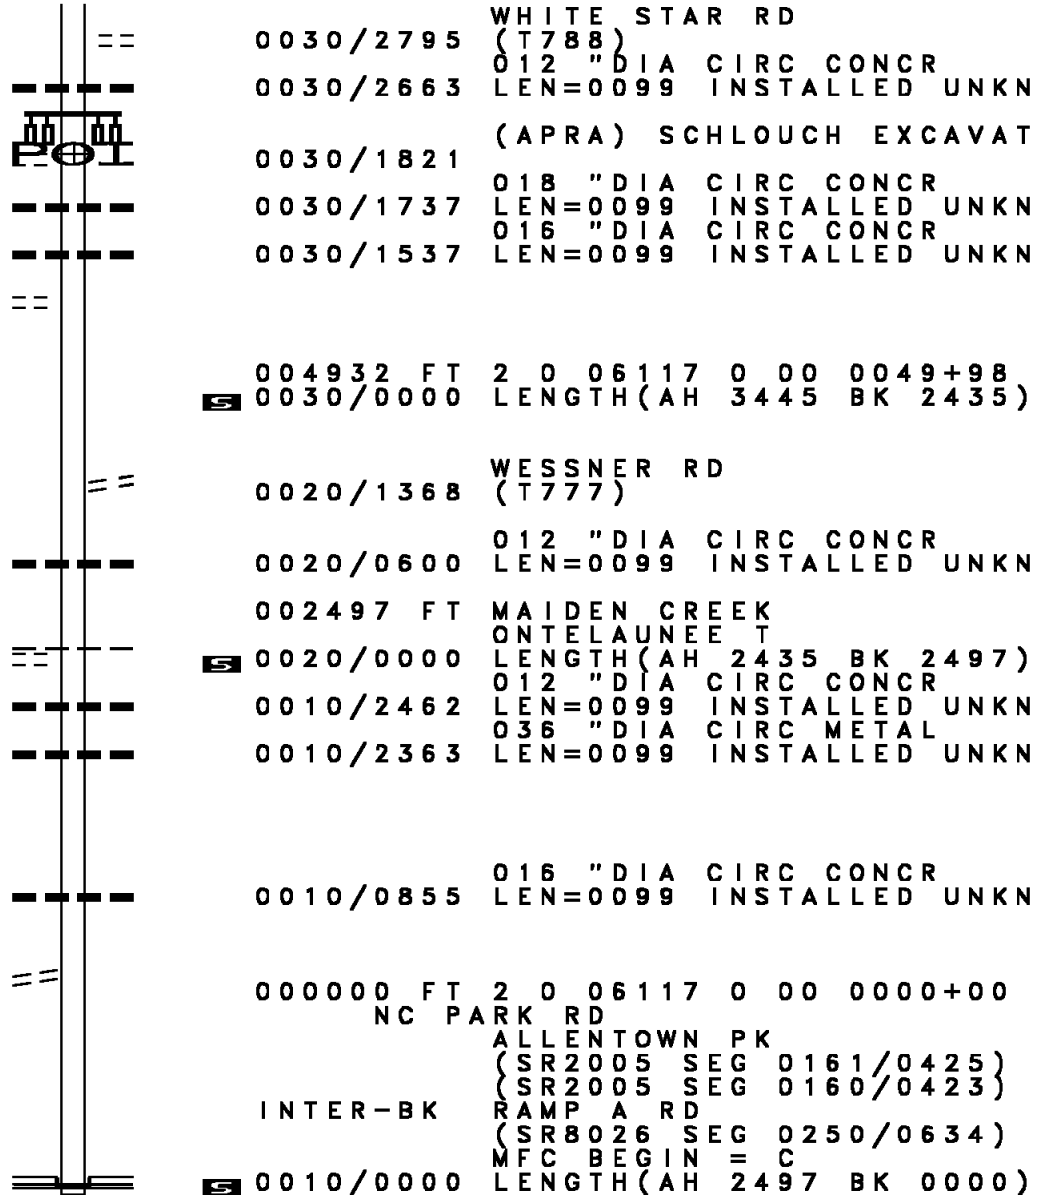 WHITE STAR RD
0030/2795 (T788)
012 "DIA CIRC CONCR
0030/2663 LEN=0099 INSTALLED UNKN
(APRA) SCHLOUCH EXCAVAT
POI
0030/1821
018 "DIA CIRC CONCR
0030/1737 LEN=0099 INSTALLED UNKN
016 "DIA CIRC CONCR
0030/1537 LEN=0099 INSTALLED UNKN
004932 FT 2 0 06117 0 00 0049+98
S 0030/0000 LENGTH(AH 3445 BK 2435)
WESSNER RD
0020/1368 (T777)
012 "DIA CIRC CONCR
0020/0600 LEN=0099 INSTALLED UNKN
002497 FT MAIDEN CREEK
ONTELAUNEE T
S 0020/0000 LENGTH(AH 2435 BK 2497)
012 "DIA CIRC CONCR
0010/2462 LEN=0099 INSTALLED UNKN
036 "DIA CIRC METAL
0010/2363 LEN=0099 INSTALLED UNKN
016 "DIA CIRC CONCR
0010/0855 LEN=0099 INSTALLED UNKN
000000 FT 2 0 06117 0 00 0000+00
NC PARK RD
ALLENTOWN PK
(SR2005 SEG 0161/0425)
(SR2005 SEG 0160/0423)
INTER-BK RAMP A RD
(SR8026 SEG 0250/0634)
MFC BEGIN = C
S 0010/0000 LENGTH(AH 2497 BK 0000)